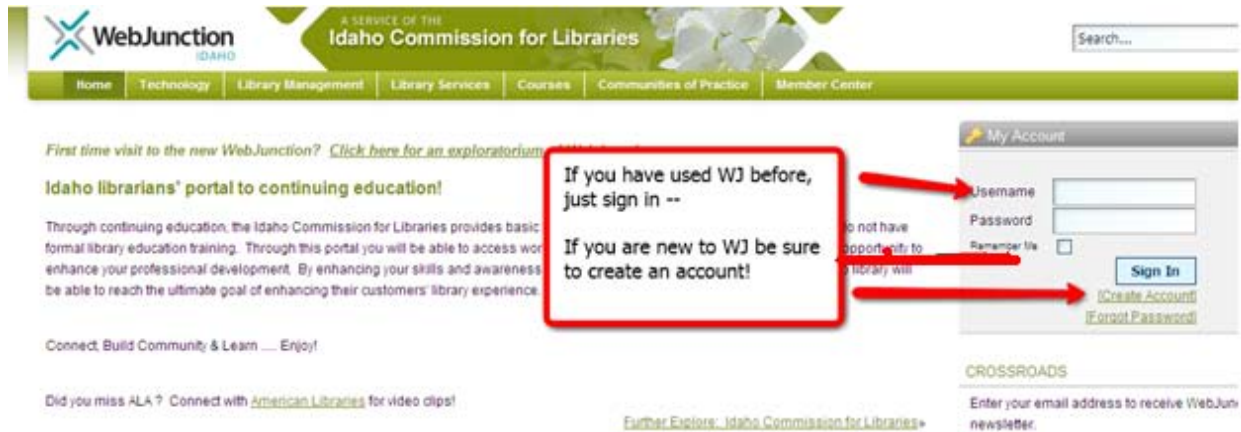 WebJunction
IDAHO
A SERVICE OF THE
Idaho Commission for Libraries
Search...
Home Technology Library Management Library Services Courses Communities of Practice Member Center
First time visit to the new WebJunction? Click here for an exploratorium
My Account
Idaho librarians' portal to continuing education!
If you have used WJ before,
just sign in --
If you are new to WJ be sure
to create an account!
Username
Password
Remember Me
Sign In
[Create Account]
[Forgot Password]
Through continuing education, the Idaho Commission for Libraries provides basic o not have
formal library education training. Through this portal you will be able to access opportunity to
enhance your professional development. By enhancing your skills and awareness library will
be able to reach the ultimate goal of enhancing their customers' library experience.
Connect, Build Community & Learn .... Enjoy!
Did you miss ALA ? Connect with American Libraries for video clips!
Further Explore: Idaho Commission for Libraries»
CROSSROADS
Enter your email address to receive WebJun
newsletter.